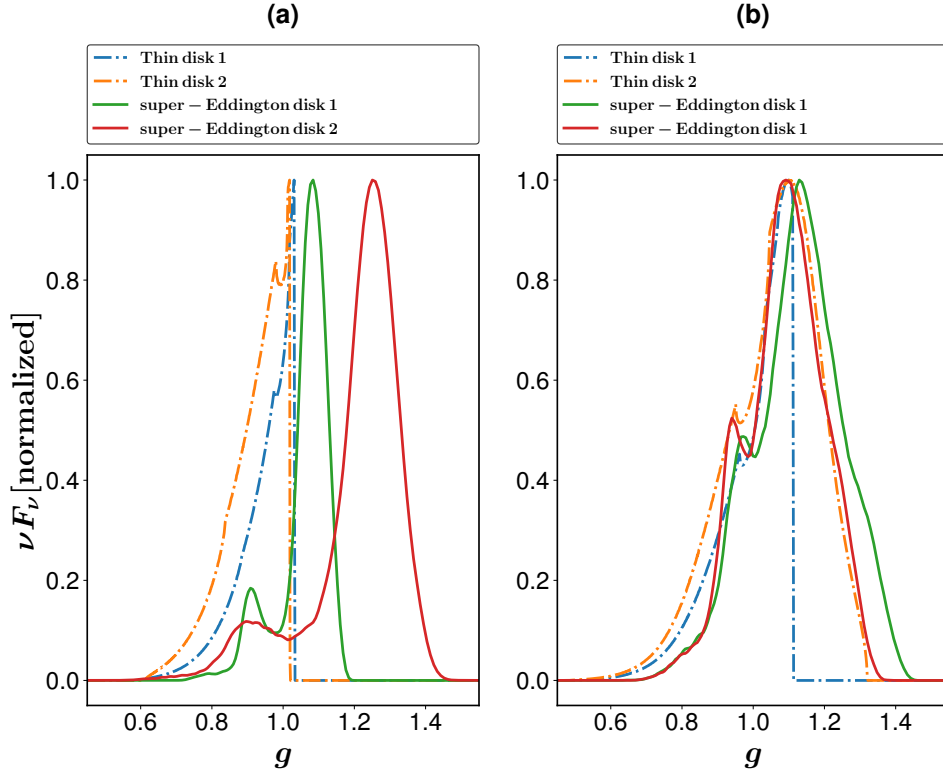 (a)
Thin disk 1
Thin disk 2
super − Eddington disk 1
super − Eddington disk 2
νFν[normalized]
1.0
0.8
0.6
0.4
0.2
0.0
0.6 0.8 1.0 1.2 1.4
g
(b)
Thin disk 1
Thin disk 2
super − Eddington disk 1
super − Eddington disk 1
1.0
0.8
0.6
0.4
0.2
0.0
0.6 0.8 1.0 1.2 1.4
g